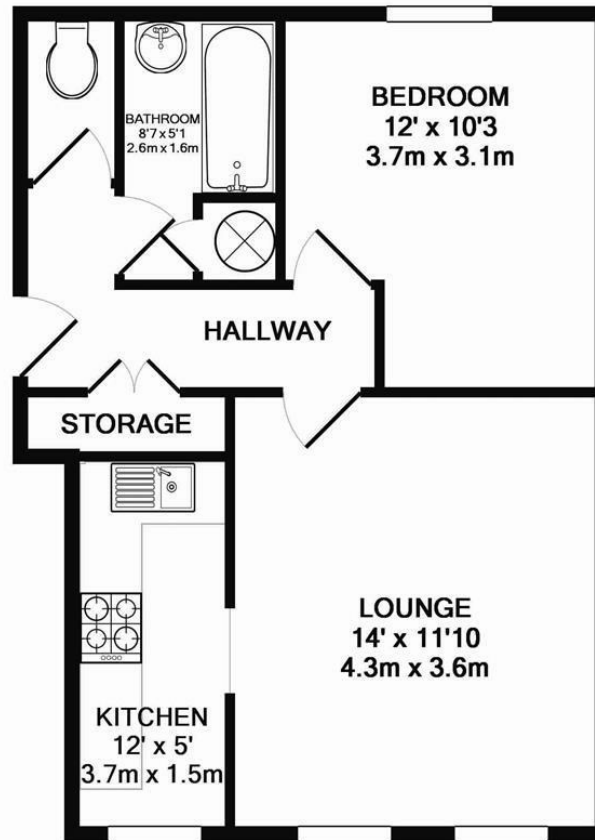 BATHROOM
8'7 x 5'1
2.6m x 1.6m
BEDROOM
12' x 10'3
3.7m x 3.1m
HALLWAY
STORAGE
LOUNGE
14' x 11'10
4.3m x 3.6m
KITCHEN
12' x 5'
3.7m x 1.5m